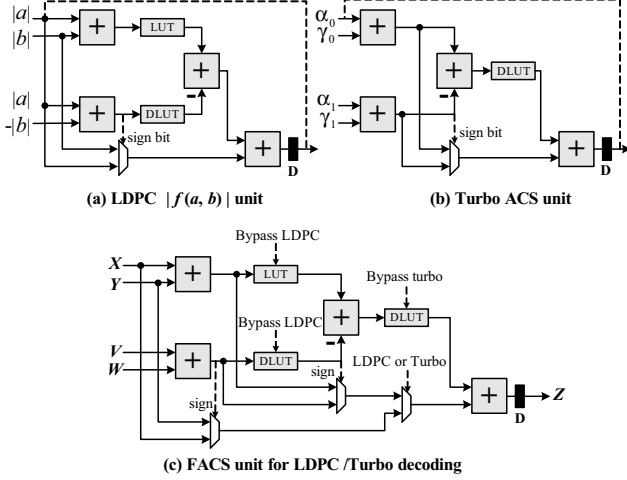 |a|
|b|
+
LUT
+
|a|
-|b|
+
DLUT
-
sign bit
+
D
(a) LDPC | f (a, b) | unit
α0
γ0
+
+
DLUT
α1
γ1
+
-
sign bit
+
D
(b) Turbo ACS unit
Bypass LDPC
X
Y
+
LUT
Bypass turbo
+
DLUT
Bypass LDPC
V
W
+
DLUT
-
sign
LDPC or Turbo
+
Z
D
sign
(c) FACS unit for LDPC /Turbo decoding